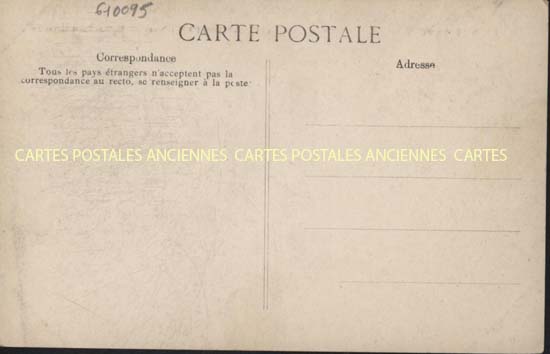 610095
CARTE POSTALE
Correspondance
Tous les pays étrangers n'acceptent pas la
correspondance au recto, se renseigner à la poste
Adresse
CARTES POSTALES ANCIENNES CARTES POSTALES ANCIENNES CARTES